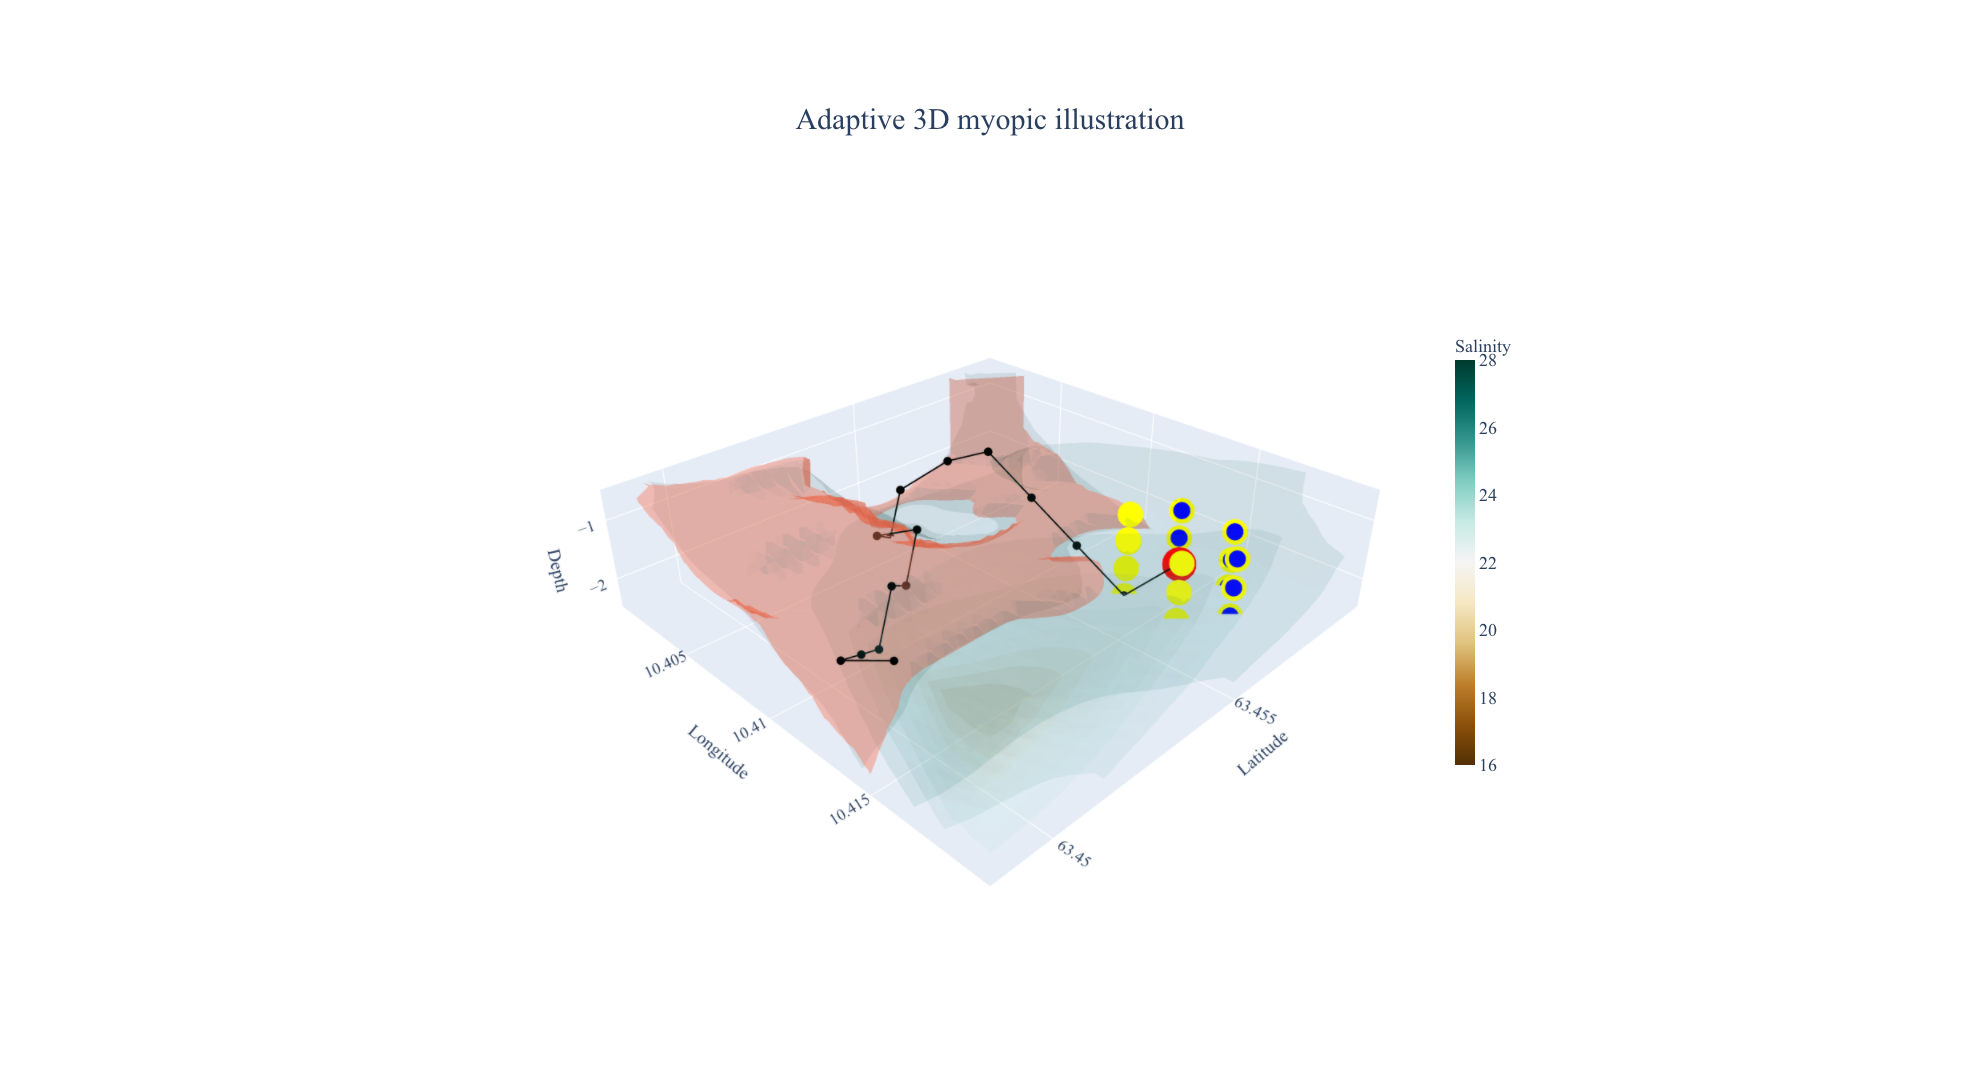 Adaptive 3D myopic illustration
Salinity
28
26
24
22
20
18
16
−1
−2
Depth
10.405
10.41
10.415
Longitude
63.455
63.45
Latitude